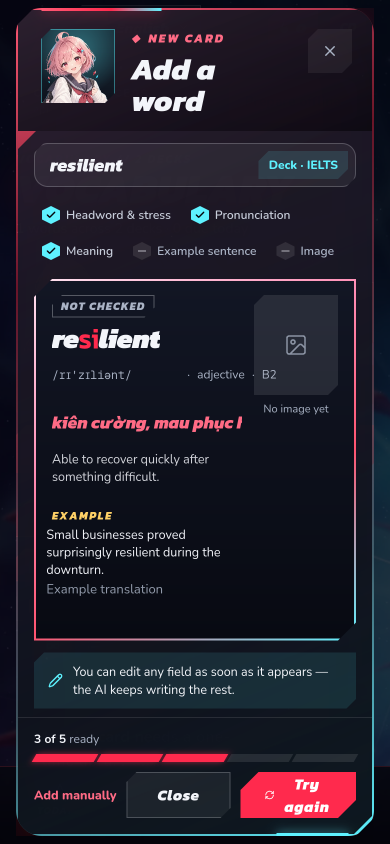 ◆ NEW CARD
Add a
word
resilient
Deck · IELTS
Headword & stress
Pronunciation
Meaning
Example sentence
Image
NOT CHECKED
resilient
/rɪˈzɪliənt/ · adjective · B2
No image yet
kiên cường, mau phục h
Able to recover quickly after
something difficult.
EXAMPLE
Small businesses proved
surprisingly resilient during the
downturn.
Example translation
You can edit any field as soon as it appears —
the AI keeps writing the rest.
3 of 5 ready
Add manually
Close
Try
again